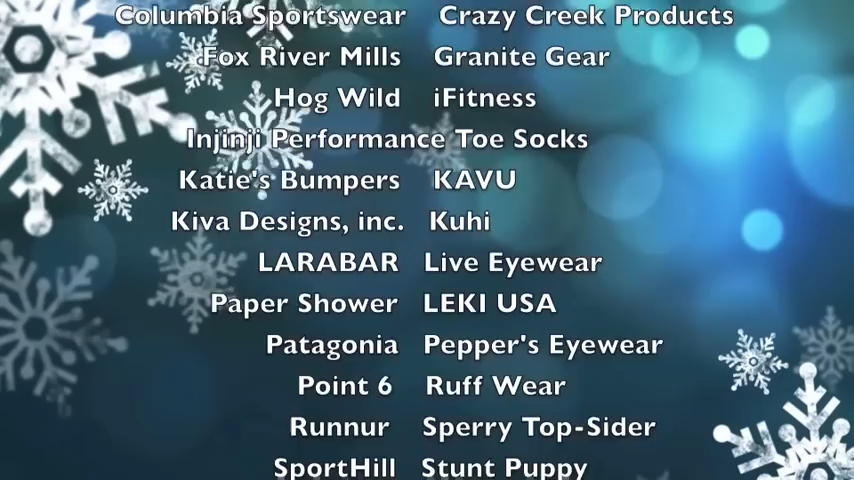 Columbia Sportswear Crazy Creek Products
Fox River Mills Granite Gear
Hog Wild iFitness
Injinji Performance Toe Socks
Katie's Bumpers KAVU
Kiva Designs, inc. Kuhi
LARABAR Live Eyewear
Paper Shower LEKI USA
Patagonia Pepper's Eyewear
Point 6 Ruff Wear
Runnur Sperry Top-Sider
SportHill Stunt Puppy